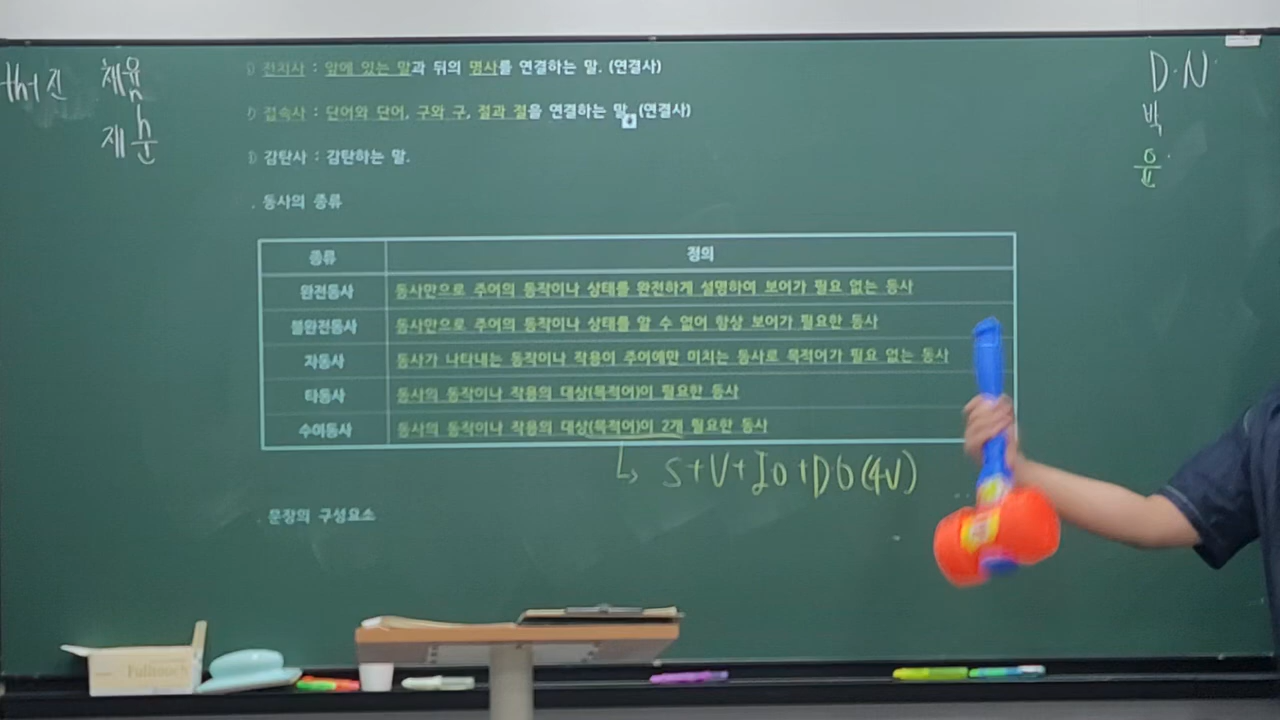 전치사 : 앞에 있는 말과 뒤의 명사를 연결하는 말. (연결사)
접속사 : 단어와 단어, 구와 구, 절과 절을 연결하는 말. (연결사)
감탄사 : 감탄하는 말.
. 동사의 종류
종류 정의
완전동사 동사만으로 주어의 동작이나 상태를 완전하게 설명하여 보어가 필요 없는 동사
불완전동사 동사만으로 주어의 동작이나 상태를 알 수 없어 항상 보어가 필요한 동사
자동사 동사가 나타내는 동작이나 작용이 주어에만 미치는 동사로 목적어가 필요 없는 동사
타동사 동사의 동작이나 작용의 대상(목적어)이 필요한 동사
수여동사 동사의 동작이나 작용의 대상(목적어)이 2개 필요한 동사
↳ S+V+IO+DO(4V)
. 문장의 구성요소
채윤
D.N
박
윤